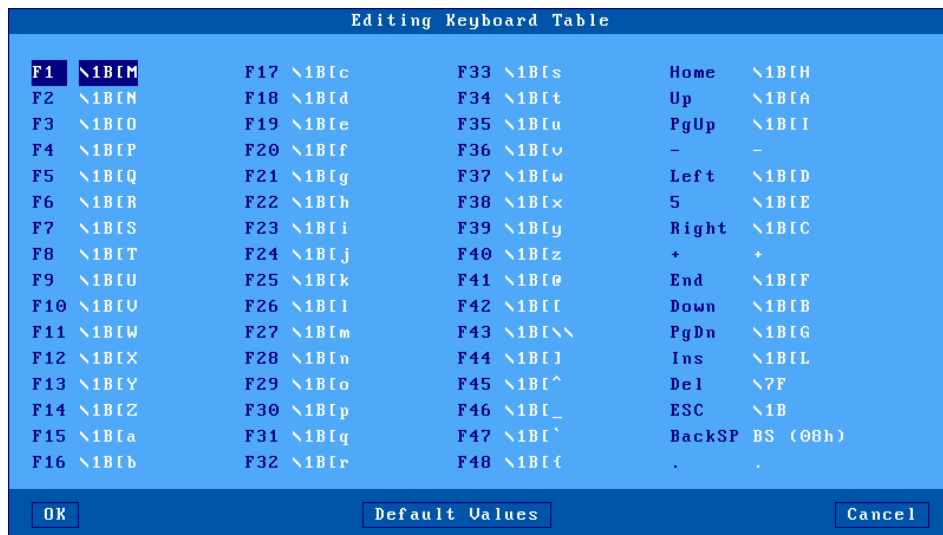 Editing Keyboard Table
F1 \1B[M F17 \1B[c F33 \1B[s Home \1B[H
F2 \1B[N F18 \1B[d F34 \1B[t Up \1B[A
F3 \1B[O F19 \1B[e F35 \1B[u PgUp \1B[I
F4 \1B[P F20 \1B[f F36 \1B[v - -
F5 \1B[Q F21 \1B[g F37 \1B[w Left \1B[D
F6 \1B[R F22 \1B[h F38 \1B[x 5 \1B[E
F7 \1B[S F23 \1B[i F39 \1B[y Right \1B[C
F8 \1B[T F24 \1B[j F40 \1B[z + +
F9 \1B[U F25 \1B[k F41 \1B[@ End \1B[F
F10 \1B[V F26 \1B[l F42 \1B[[ Down \1B[B
F11 \1B[W F27 \1B[m F43 \1B[\\ PgDn \1B[G
F12 \1B[X F28 \1B[n F44 \1B[] Ins \1B[L
F13 \1B[Y F29 \1B[o F45 \1B[^ Del \7F
F14 \1B[Z F30 \1B[p F46 \1B[_ ESC \1B
F15 \1B[a F31 \1B[q F47 \1B[` BackSP BS (08h)
F16 \1B[b F32 \1B[r F48 \1B[{ . .
OK Default Values Cancel